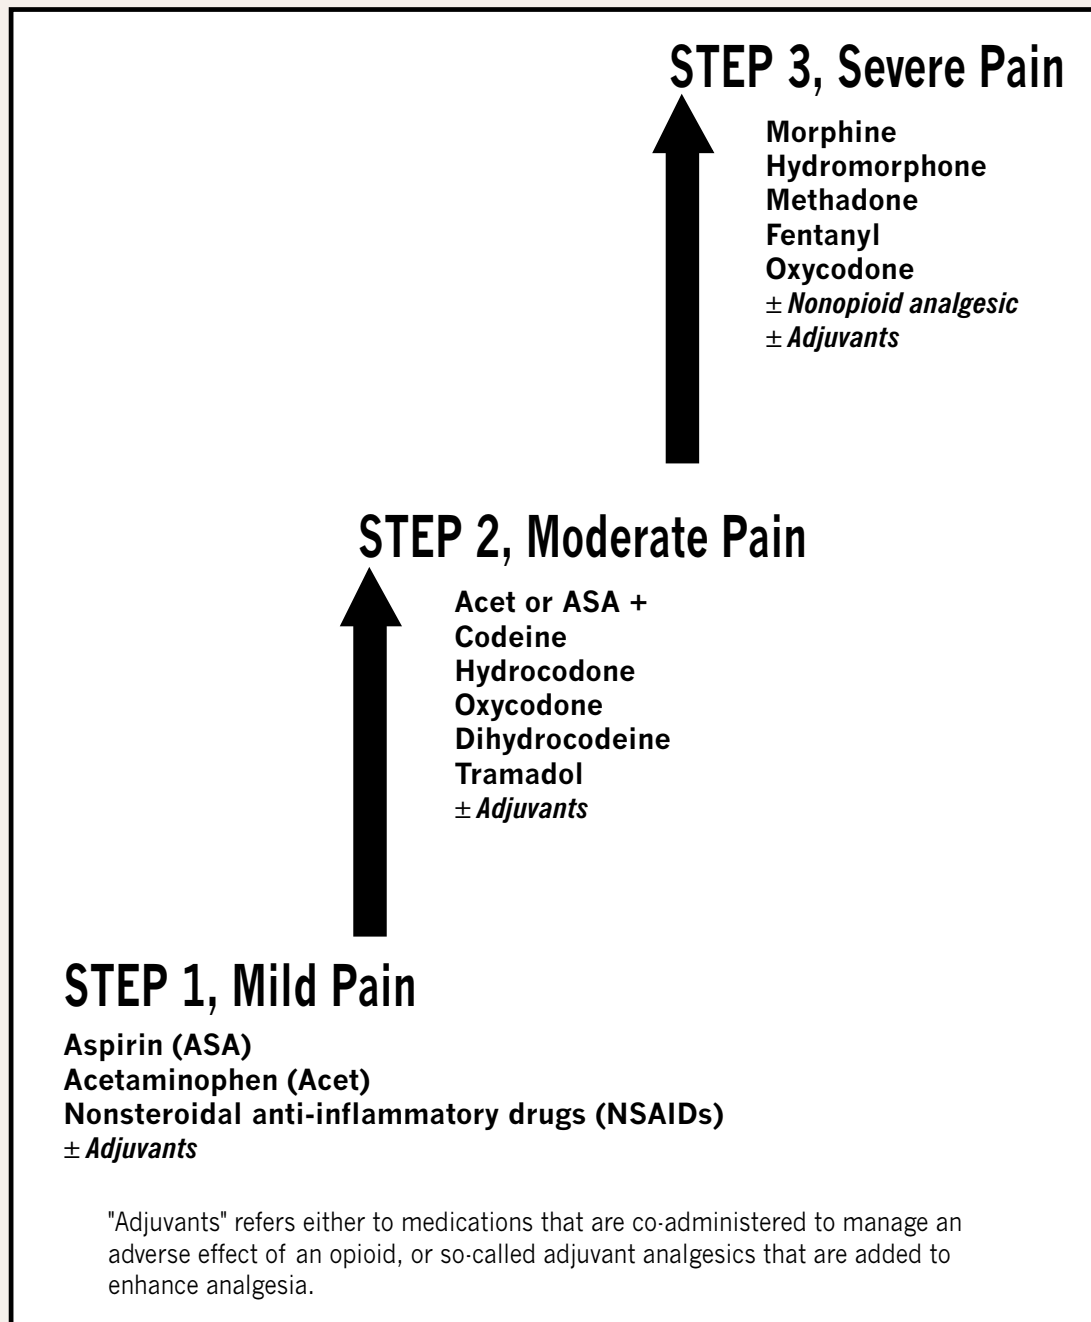 STEP 3, Severe Pain
Morphine
Hydromorphone
Methadone
Fentanyl
Oxycodone
± Nonopioid analgesic
± Adjuvants
STEP 2, Moderate Pain
Acet or ASA +
Codeine
Hydrocodone
Oxycodone
Dihydrocodeine
Tramadol
± Adjuvants
STEP 1, Mild Pain
Aspirin (ASA)
Acetaminophen (Acet)
Nonsteroidal anti-inflammatory drugs (NSAIDs)
± Adjuvants
"Adjuvants" refers either to medications that are co-administered to manage an
adverse effect of an opioid, or so-called adjuvant analgesics that are added to
enhance analgesia.